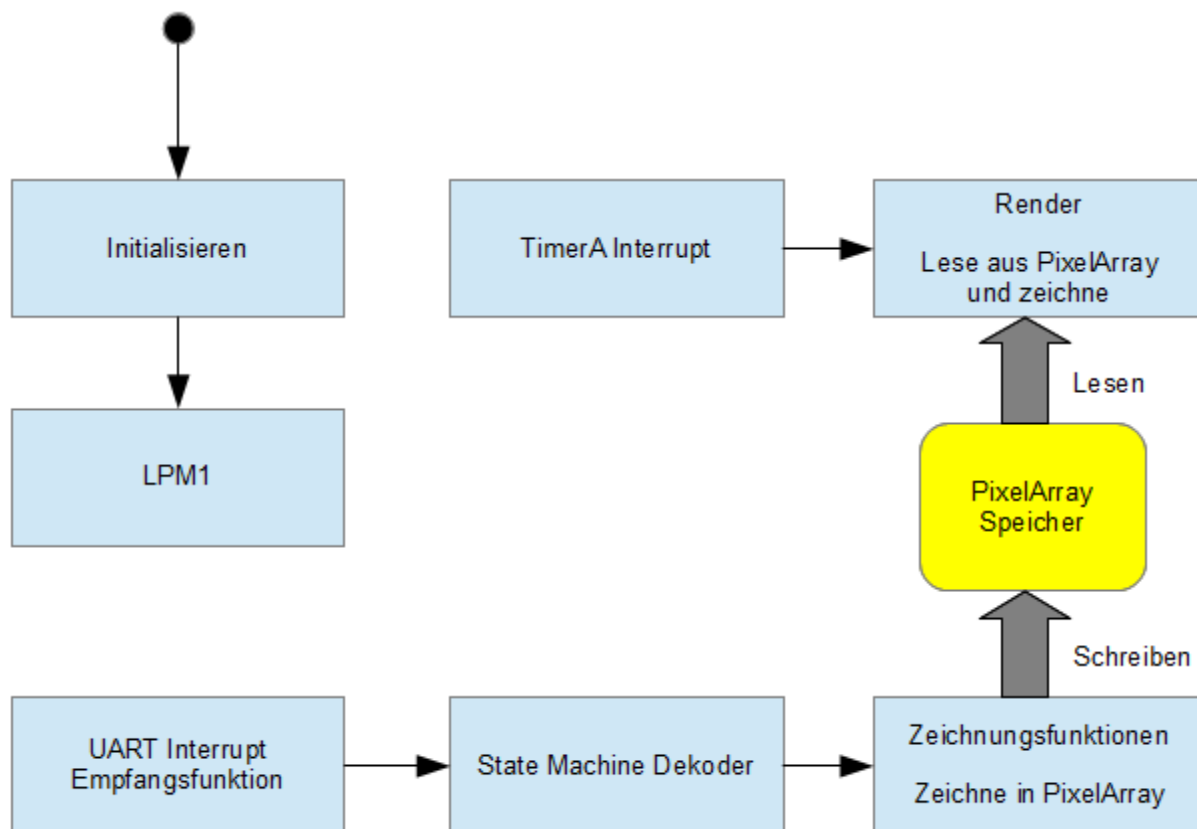 Initialisieren
TimerA Interrupt
Render
Lese aus PixelArray
und zeichne
Lesen
LPM1
PixelArray
Speicher
Schreiben
UART Interrupt
Empfangsfunktion
State Machine Dekoder
Zeichnungsfunktionen
Zeichne in PixelArray